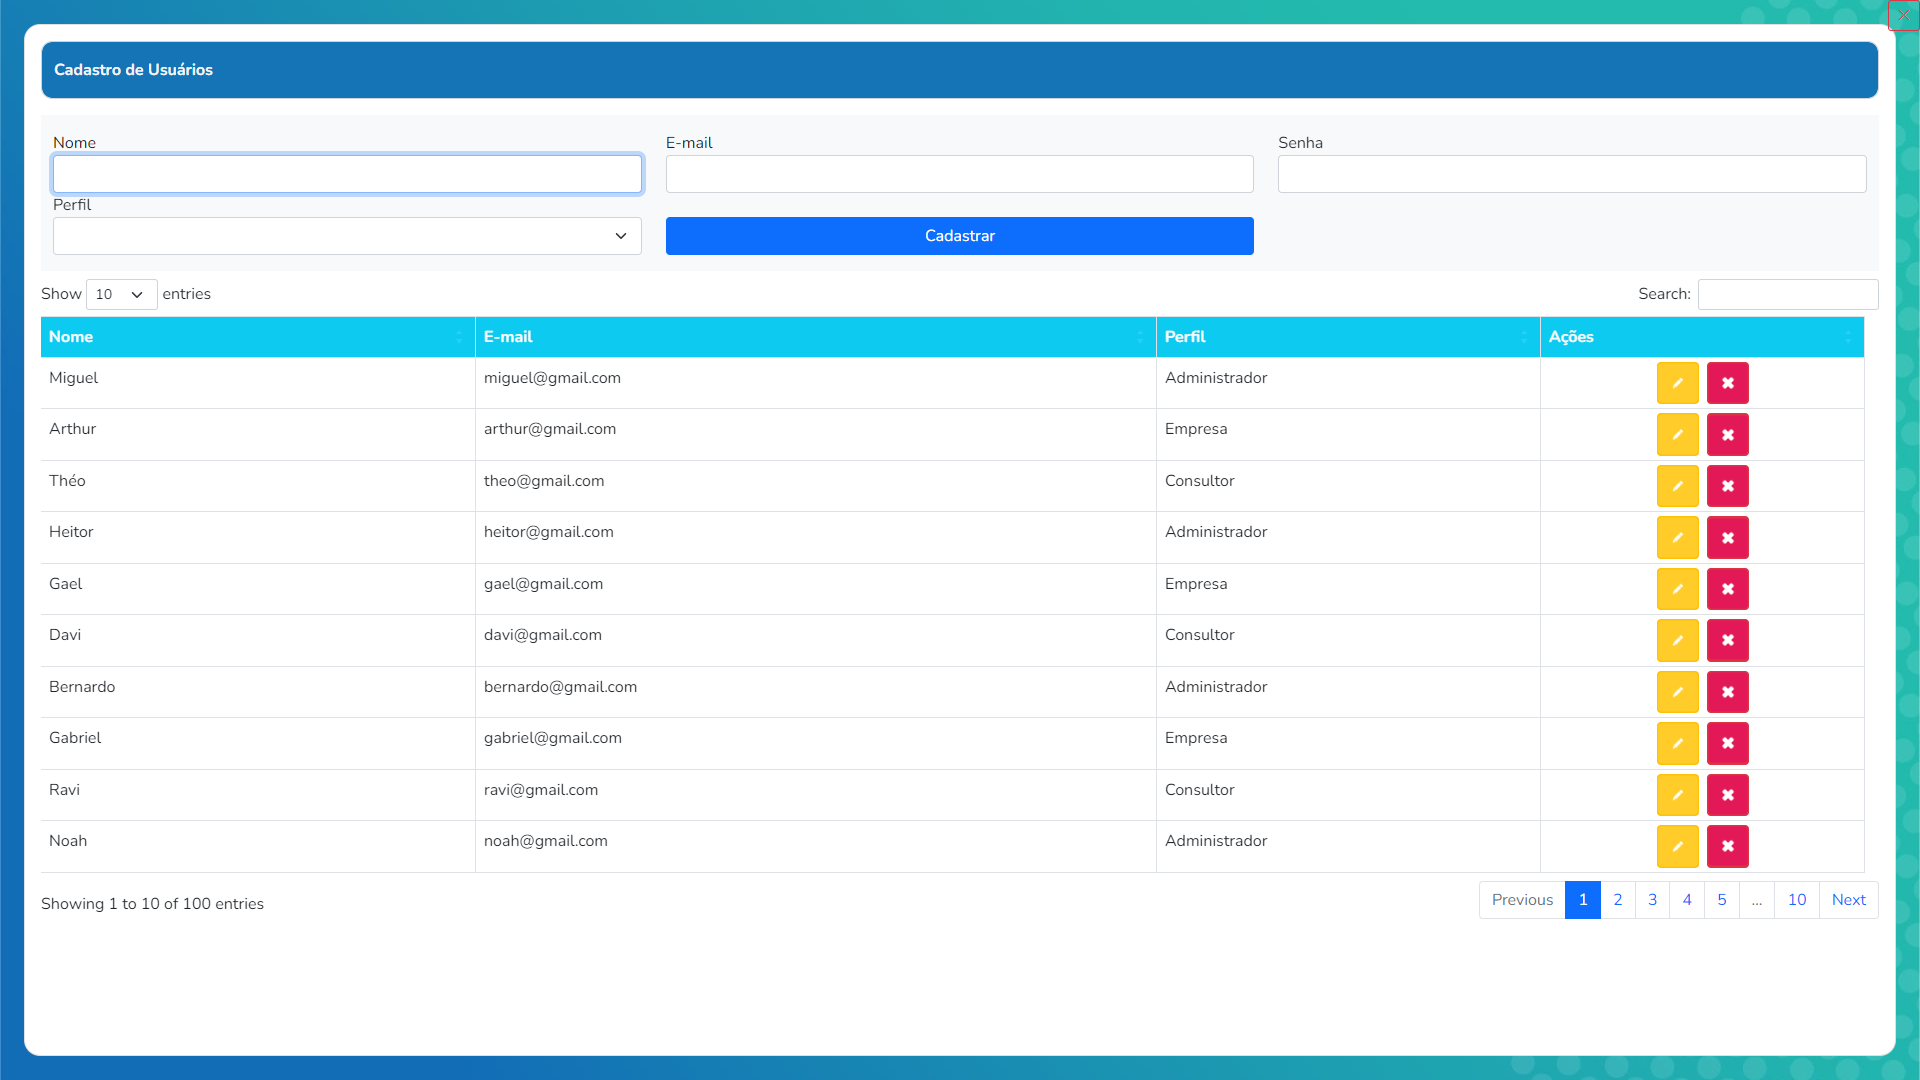 Cadastro de Usuários
Nome E-mail Senha
Perfil
Cadastrar
Show 10 entries Search:
Nome E-mail Perfil Ações
Miguel miguel@gmail.com Administrador
Arthur arthur@gmail.com Empresa
Théo theo@gmail.com Consultor
Heitor heitor@gmail.com Administrador
Gael gael@gmail.com Empresa
Davi davi@gmail.com Consultor
Bernardo bernardo@gmail.com Administrador
Gabriel gabriel@gmail.com Empresa
Ravi ravi@gmail.com Consultor
Noah noah@gmail.com Administrador
Showing 1 to 10 of 100 entries Previous 1 2 3 4 5 … 10 Next